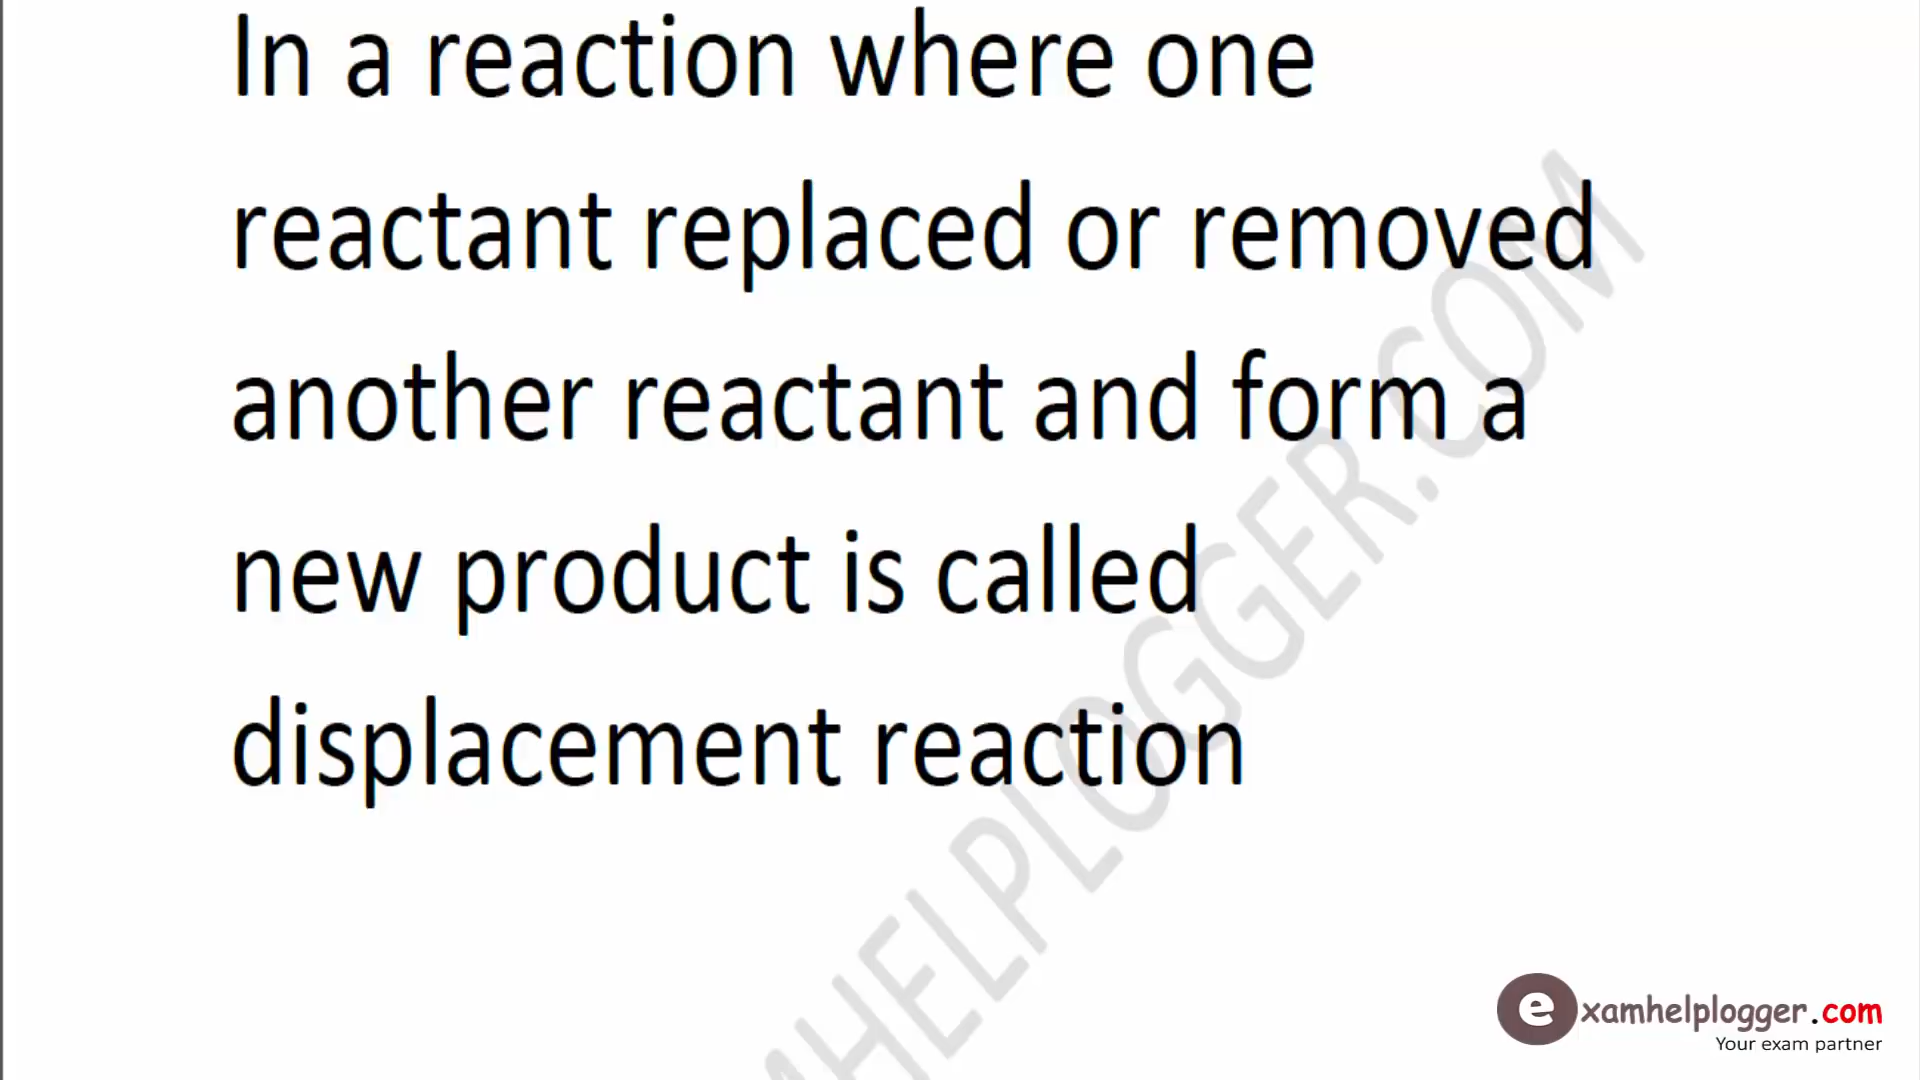 In a reaction where one
reactant replaced or removed
another reactant and form a
new product is called
displacement reaction
MHELPLOGGER.COM
examhelplogger.com
Your exam partner